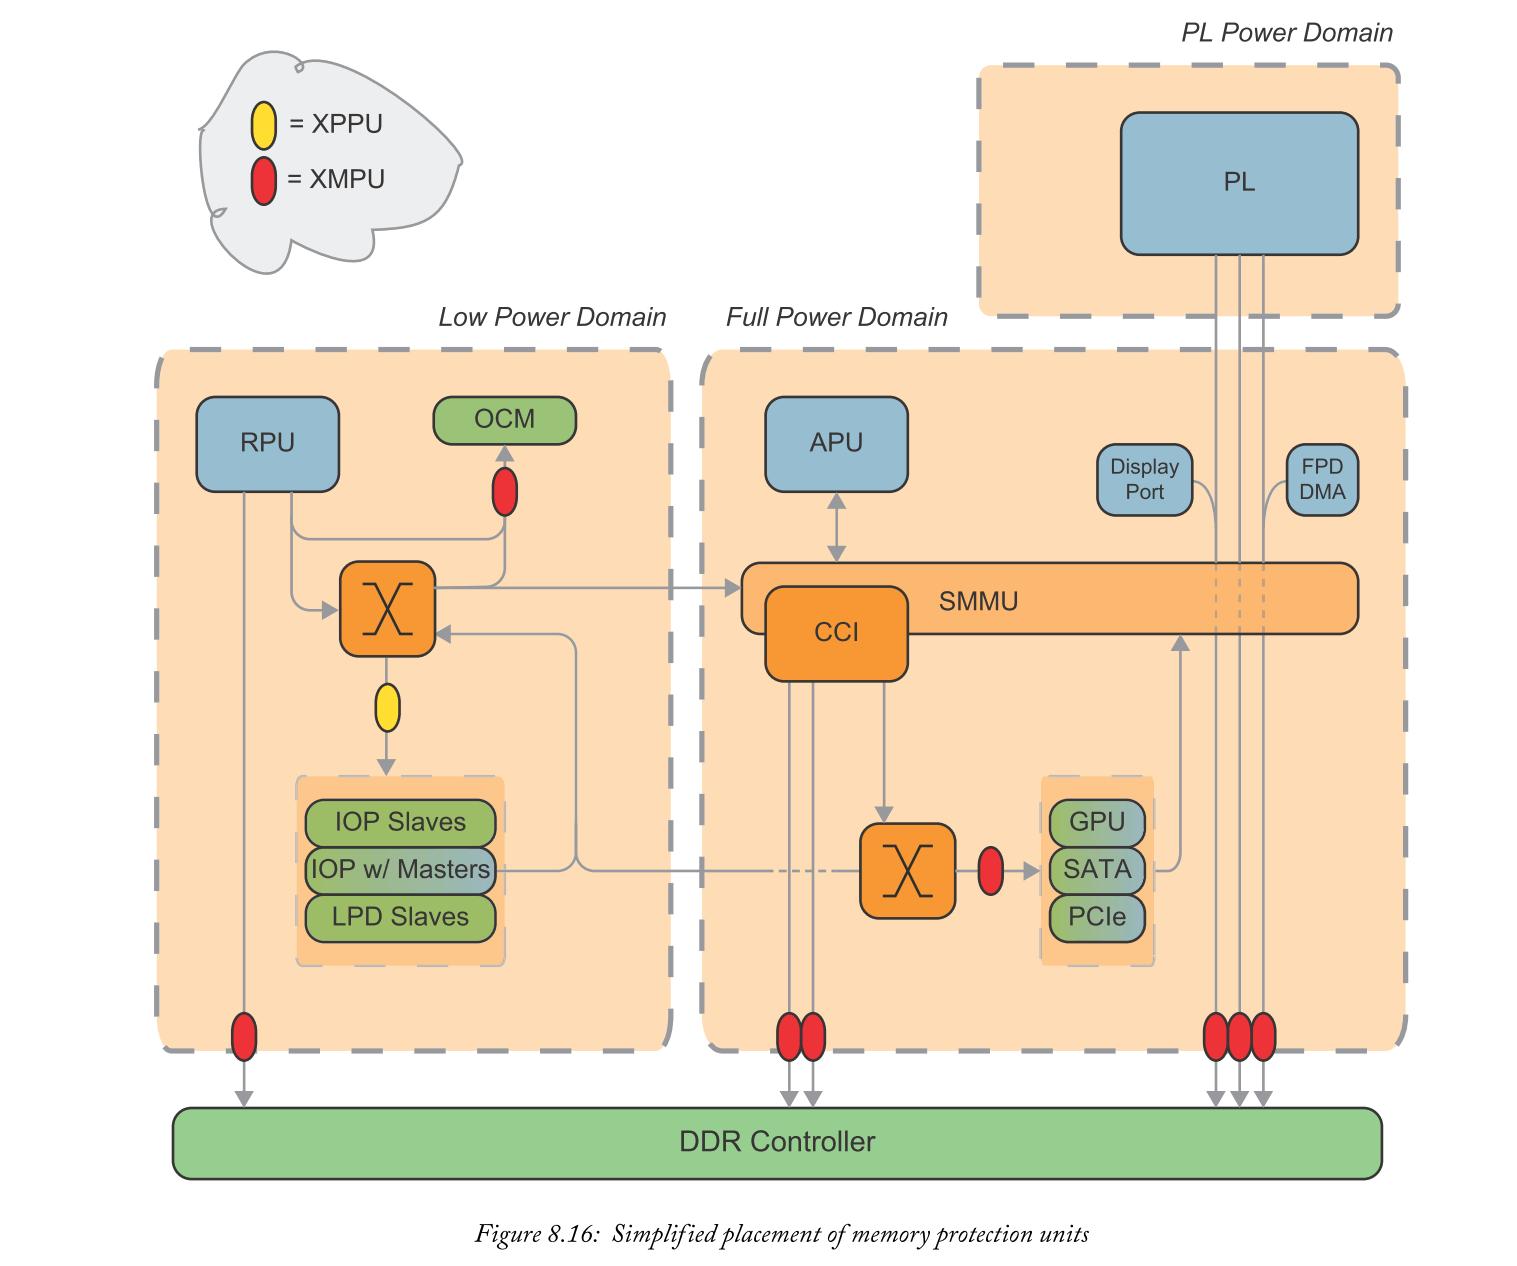 PL Power Domain
= XPPU
= XMPU
PL
Low Power Domain
Full Power Domain
RPU
OCM
APU
Display
Port
FPD
DMA
SMMU
CCI
IOP Slaves
IOP w/ Masters
LPD Slaves
GPU
SATA
PCIe
DDR Controller
Figure 8.16: Simplified placement of memory protection units